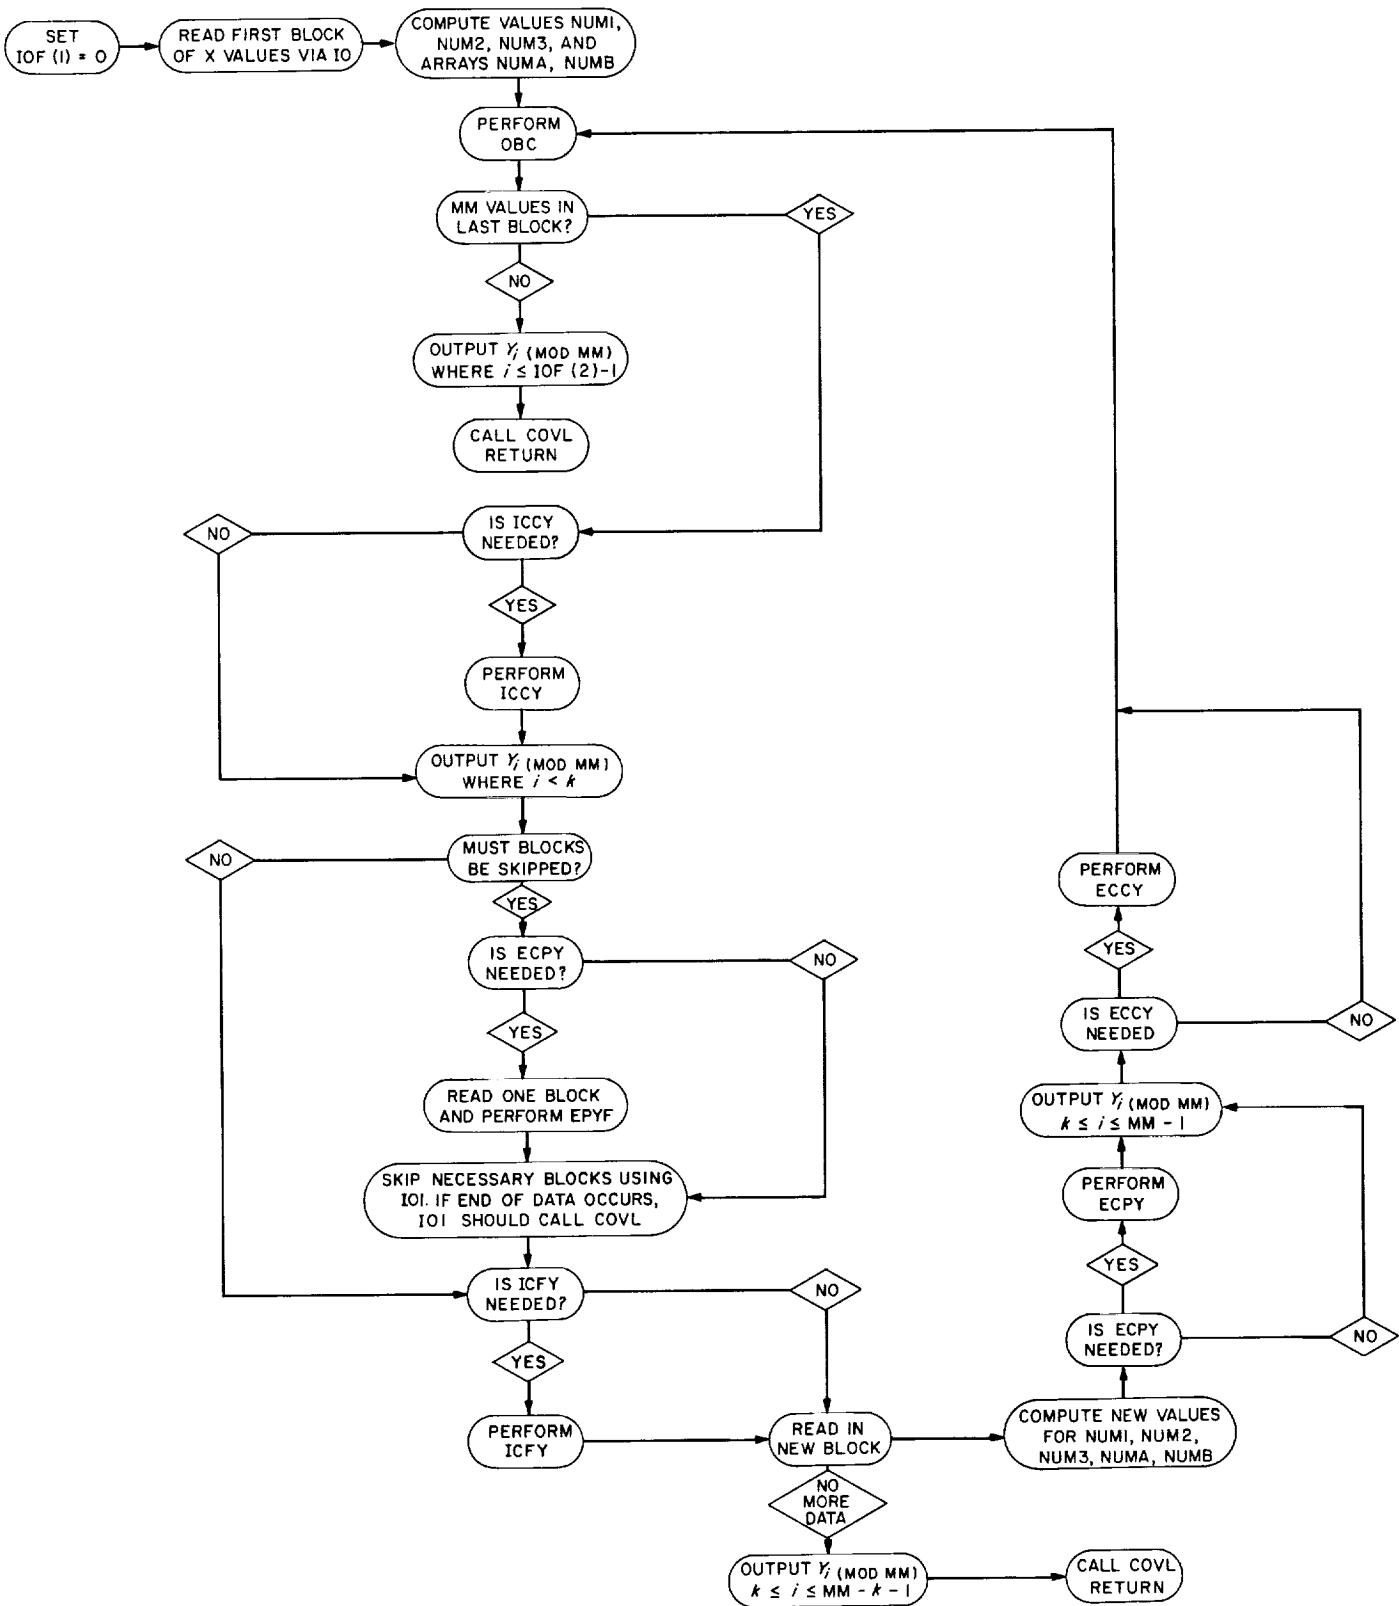 SET
IOF (1) = 0
READ FIRST BLOCK
OF X VALUES VIA IO
COMPUTE VALUES NUM1,
NUM2, NUM3, AND
ARRAYS NUMA, NUMB
PERFORM
OBC
MM VALUES IN
LAST BLOCK?
YES
NO
OUTPUT Yi (MOD MM)
WHERE i ≤ IOF (2)-1
CALL COVL
RETURN
IS ICCY
NEEDED?
NO
YES
PERFORM
ICCY
OUTPUT Yi (MOD MM)
WHERE i < k
MUST BLOCKS
BE SKIPPED?
NO
YES
IS ECPY
NEEDED?
NO
YES
READ ONE BLOCK
AND PERFORM EPYF
SKIP NECESSARY BLOCKS USING
IOI. IF END OF DATA OCCURS,
IOI SHOULD CALL COVL
IS ICFY
NEEDED?
NO
YES
PERFORM
ICFY
READ IN
NEW BLOCK
NO
MORE
DATA
OUTPUT Yi (MOD MM)
k ≤ i ≤ MM - k - 1
CALL COVL
RETURN
COMPUTE NEW VALUES
FOR NUM1, NUM2,
NUM3, NUMA, NUMB
IS ECPY
NEEDED?
NO
YES
PERFORM
ECPY
OUTPUT Yi (MOD MM)
k ≤ i ≤ MM - 1
IS ECCY
NEEDED
NO
YES
PERFORM
ECCY